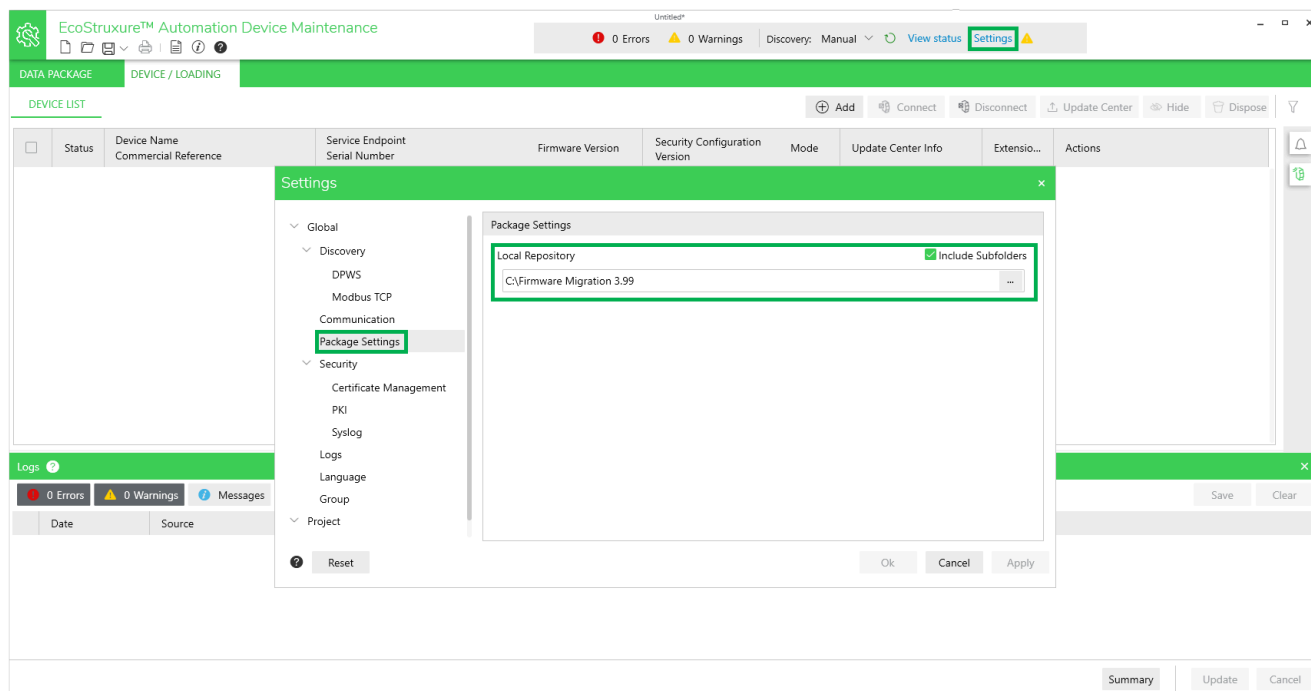 Untitled*
EcoStruxure™ Automation Device Maintenance
0 Errors 0 Warnings Discovery: Manual View status Settings
DATA PACKAGE DEVICE / LOADING
DEVICE LIST
Add Connect Disconnect Update Center Hide Dispose
Status Device Name Service Endpoint Firmware Version Security Configuration Mode Update Center Info Extensio... Actions
Commercial Reference Serial Number Version
Settings
Global
Discovery
DPWS
Modbus TCP
Communication
Package Settings
Security
Certificate Management
PKI
Syslog
Logs
Language
Group
Project
Package Settings
Local Repository Include Subfolders
C:\Firmware Migration 3.99 ...
Reset Ok Cancel Apply
Logs
0 Errors 0 Warnings Messages Save Clear
Date Source
Summary Update Cancel